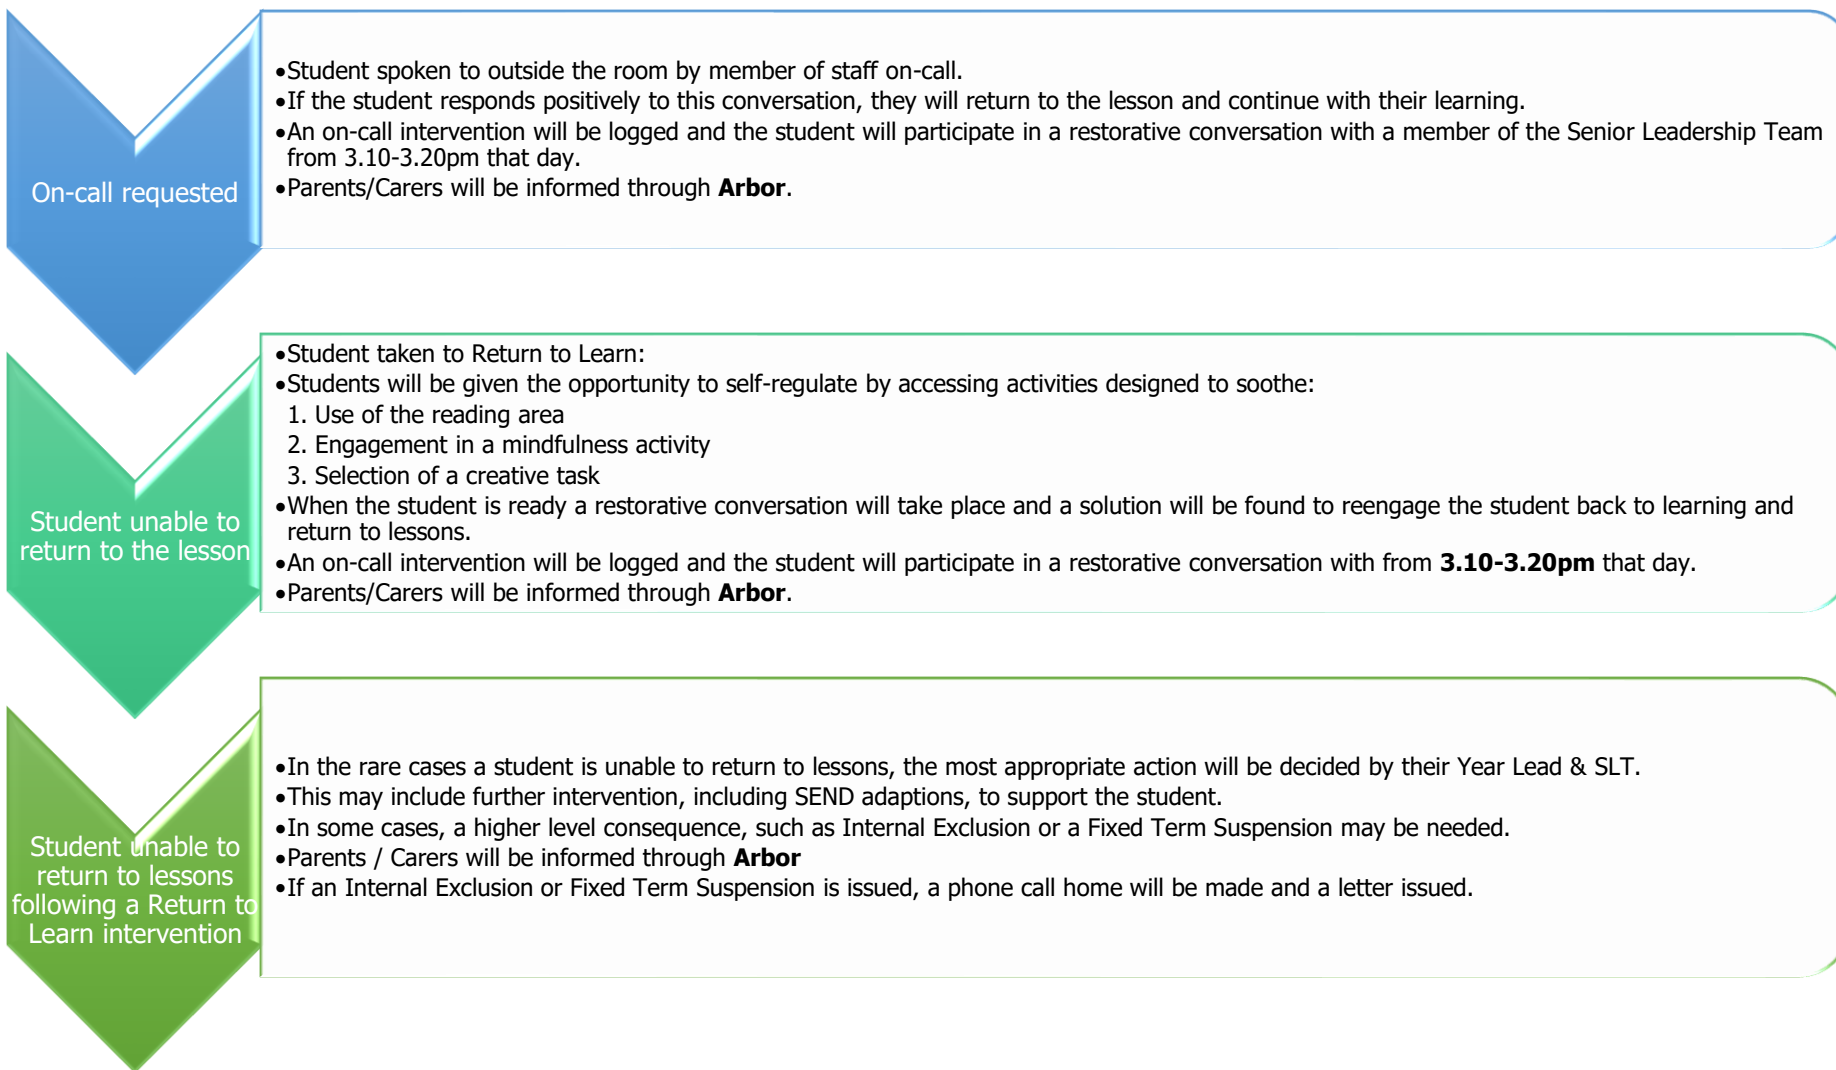 On-call requested
•Student spoken to outside the room by member of staff on-call.
•If the student responds positively to this conversation, they will return to the lesson and continue with their learning.
•An on-call intervention will be logged and the student will participate in a restorative conversation with a member of the Senior Leadership Team
from 3.10-3.20pm that day.
•Parents/Carers will be informed through Arbor.
Student unable to
return to the lesson
•Student taken to Return to Learn:
•Students will be given the opportunity to self-regulate by accessing activities designed to soothe:
1. Use of the reading area
2. Engagement in a mindfulness activity
3. Selection of a creative task
•When the student is ready a restorative conversation will take place and a solution will be found to reengage the student back to learning and
return to lessons.
•An on-call intervention will be logged and the student will participate in a restorative conversation with from 3.10-3.20pm that day.
•Parents/Carers will be informed through Arbor.
Student unable to
return to lessons
following a Return to
Learn intervention
•In the rare cases a student is unable to return to lessons, the most appropriate action will be decided by their Year Lead & SLT.
•This may include further intervention, including SEND adaptions, to support the student.
•In some cases, a higher level consequence, such as Internal Exclusion or a Fixed Term Suspension may be needed.
•Parents / Carers will be informed through Arbor
•If an Internal Exclusion or Fixed Term Suspension is issued, a phone call home will be made and a letter issued.